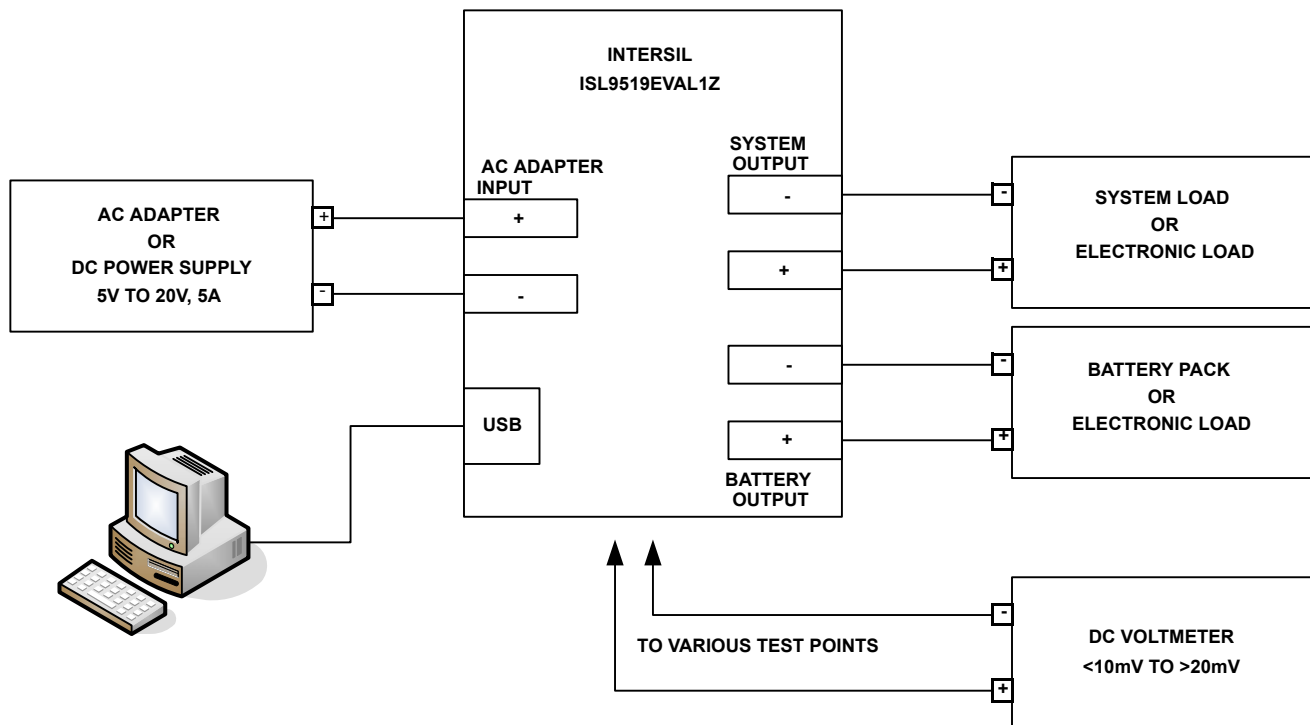 INTERSIL
ISL9519EVAL1Z
AC ADAPTER
OR
DC POWER SUPPLY
5V TO 20V, 5A
+
-
AC ADAPTER
INPUT
+
-
USB
SYSTEM
OUTPUT
-
+
-
+
BATTERY
OUTPUT
-
+
SYSTEM LOAD
OR
ELECTRONIC LOAD
-
+
BATTERY PACK
OR
ELECTRONIC LOAD
TO VARIOUS TEST POINTS
-
+
DC VOLTMETER
<10mV TO >20mV